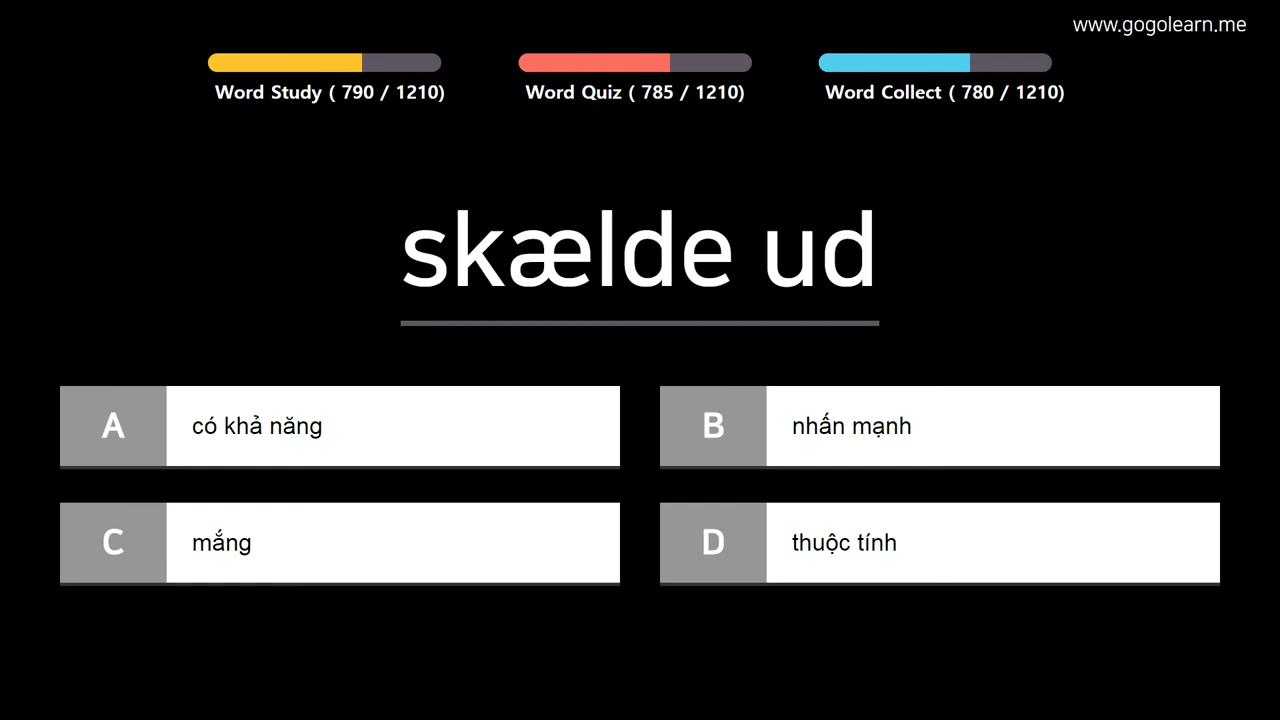 www.gogolearn.me
Word Study ( 790 / 1210)
Word Quiz ( 785 / 1210)
Word Collect ( 780 / 1210)
skælde ud
A có khả năng
B nhấn mạnh
C mắng
D thuộc tính